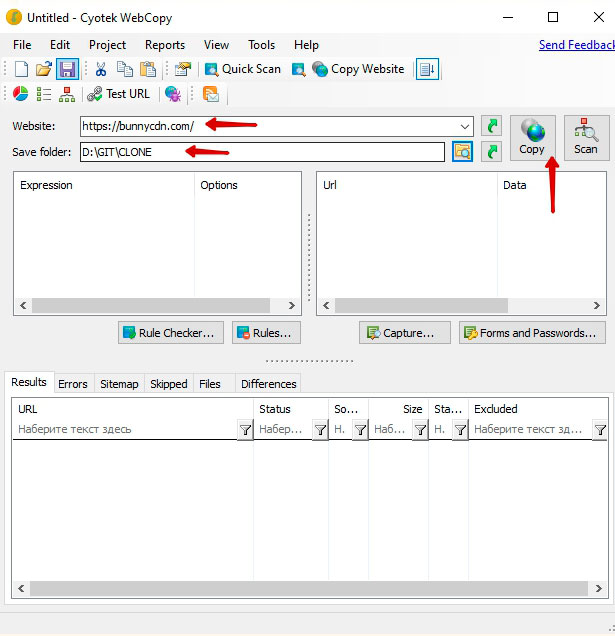 Untitled - Cyotek WebCopy
File Edit Project Reports View Tools Help Send Feedback
Quick Scan Copy Website
Test URL
Website: https://bunnycdn.com/
Save folder: D:\GIT\CLONE
Copy Scan
Expression Options Url Data
Rule Checker... Rules... Capture... Forms and Passwords...
Results Errors Sitemap Skipped Files Differences
URL Status So... Size Sta... Excluded
Наберите текст здесь Набер... Н. Наб... Н. Наберите текст зд...